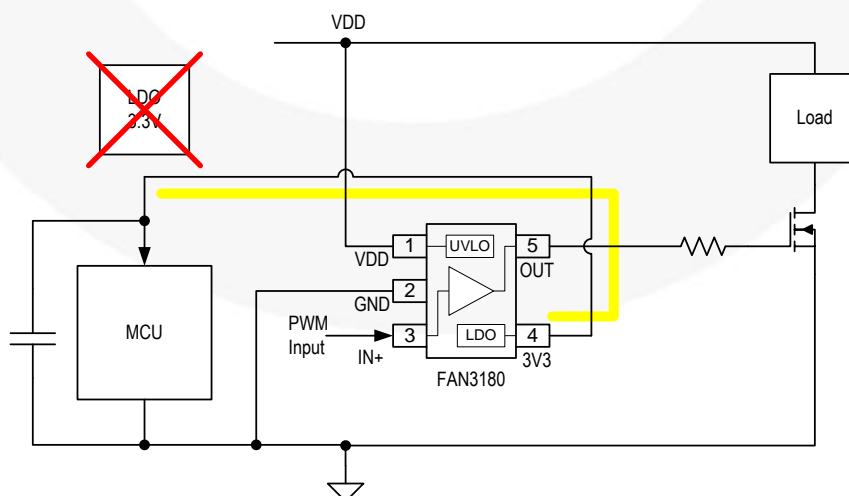 VDD
LDO
3.3V
Load
VDD
1
UVLO
5
OUT
GND
2
MCU
PWM
Input
IN+
3
LDO
4
3V3
FAN3180